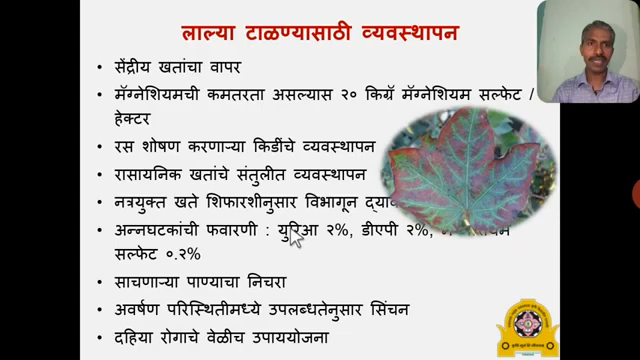 लाल्या टाळण्यासाठी व्यवस्थापन
• सेंद्रीय खतांचा वापर
• मॅग्नेशियमची कमतरता असल्यास २० किग्रॅ मॅग्नेशियम सल्फेट /
हेक्टर
• रस शोषण करणाऱ्या किडींचे व्यवस्थापन
• रासायनिक खतांचे संतुलीत व्यवस्थापन
• नत्रयुक्त खते शिफारशीनुसार विभागून
• अन्नघटकांची फवारणी : युरिआ २%, डीएपी २%,
सल्फेट ०.२%
• साचणाऱ्या पाण्याचा निचरा
• अवर्षण परिस्थितीमध्ये उपलब्धतेनुसार सिंचन
• दहिया रोगाचे वेळीच उपाययोजना